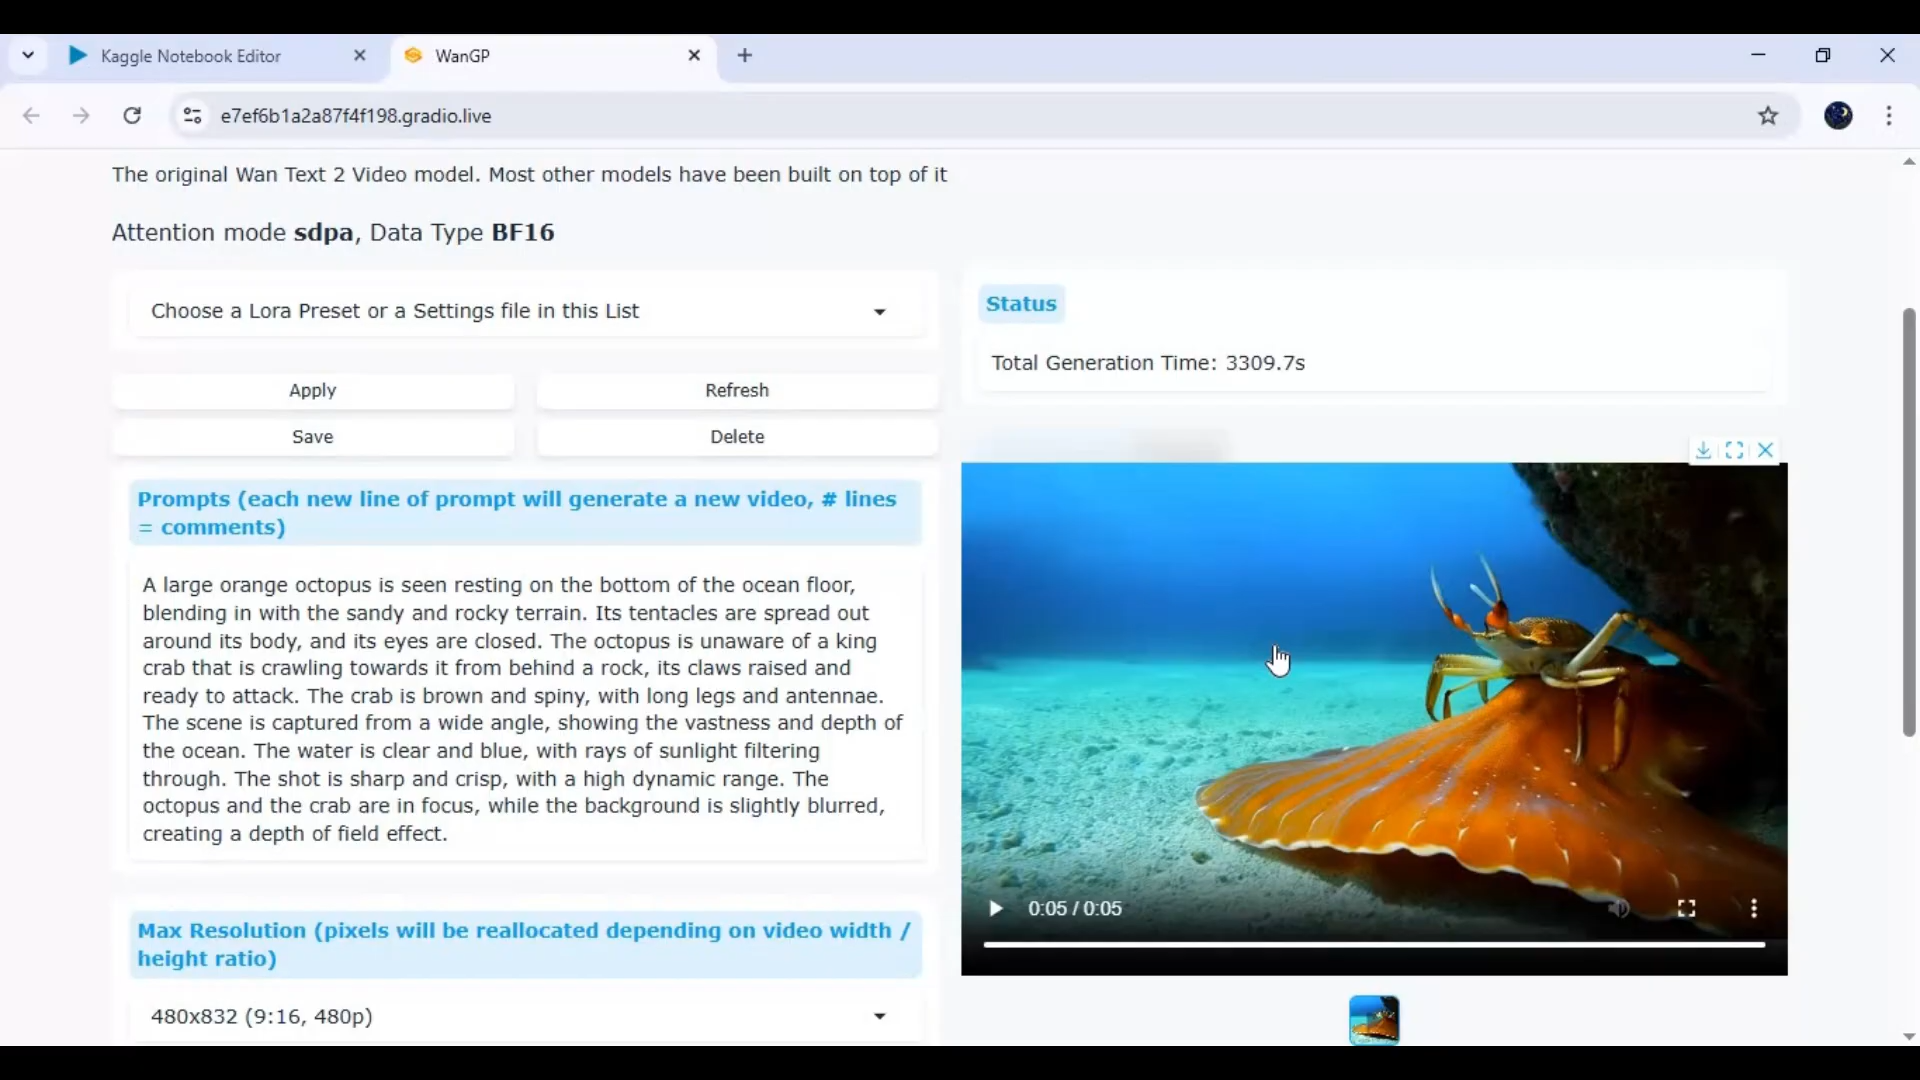 Kaggle Notebook Editor
WanGP
e7ef6b1a2a87f4f198.gradio.live
The original Wan Text 2 Video model. Most other models have been built on top of it
Attention mode sdpa, Data Type BF16
Choose a Lora Preset or a Settings file in this List
Apply
Refresh
Save
Delete
Status
Total Generation Time: 3309.7s
Prompts (each new line of prompt will generate a new video, # lines
= comments)
A large orange octopus is seen resting on the bottom of the ocean floor,
blending in with the sandy and rocky terrain. Its tentacles are spread out
around its body, and its eyes are closed. The octopus is unaware of a king
crab that is crawling towards it from behind a rock, its claws raised and
ready to attack. The crab is brown and spiny, with long legs and antennae.
The scene is captured from a wide angle, showing the vastness and depth of
the ocean. The water is clear and blue, with rays of sunlight filtering
through. The shot is sharp and crisp, with a high dynamic range. The
octopus and the crab are in focus, while the background is slightly blurred,
creating a depth of field effect.
0:05 / 0:05
Max Resolution (pixels will be reallocated depending on video width /
height ratio)
480x832 (9:16, 480p)